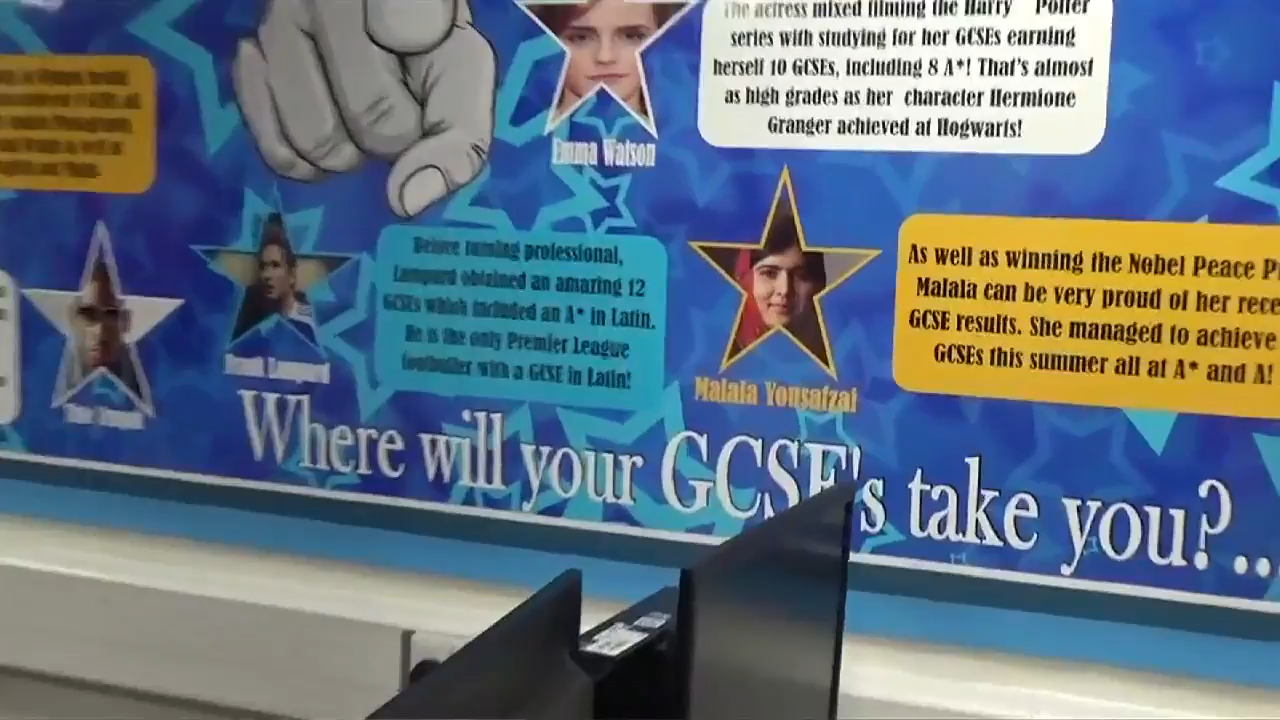 The actress mixed filming the Harry Potter
series with studying for her GCSEs earning
herself 10 GCSEs, including 8 A*! That's almost
as high grades as her character Hermione
Granger achieved at Hogwarts!
Emma Watson
Before turning professional,
Lampard obtained an amazing 12
GCSEs which included an A* in Latin.
He is the only Premier League
footballer with a GCSE in Latin!
Frank Lampard
As well as winning the Nobel Peace P
Malala can be very proud of her rece
GCSE results. She managed to achieve
GCSEs this summer all at A* and A!
Malala Yousafzai
Where will your GCSE's take you?...